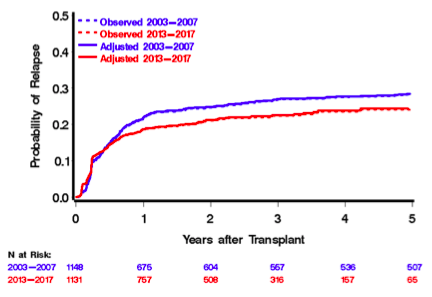 0.5
0.4
0.3
0.2
0.1
0.0
Probability of Relapse
Observed 2003–2007
Observed 2013–2017
Adjusted 2003–2007
Adjusted 2013–2017
0 1 2 3 4 5
Years after Transplant
N at Risk:
2003–2007 1148 675 604 557 536 507
2013–2017 1131 757 508 316 157 65